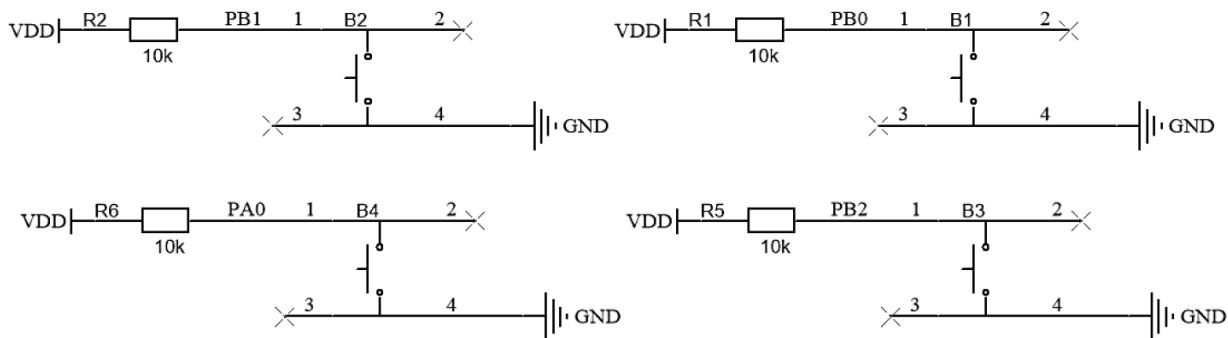 VDD R2 PB1 1 B2 2
10k
3 4 GND
VDD R1 PB0 1 B1 2
10k
3 4 GND
VDD R6 PA0 1 B4 2
10k
3 4 GND
VDD R5 PB2 1 B3 2
10k
3 4 GND